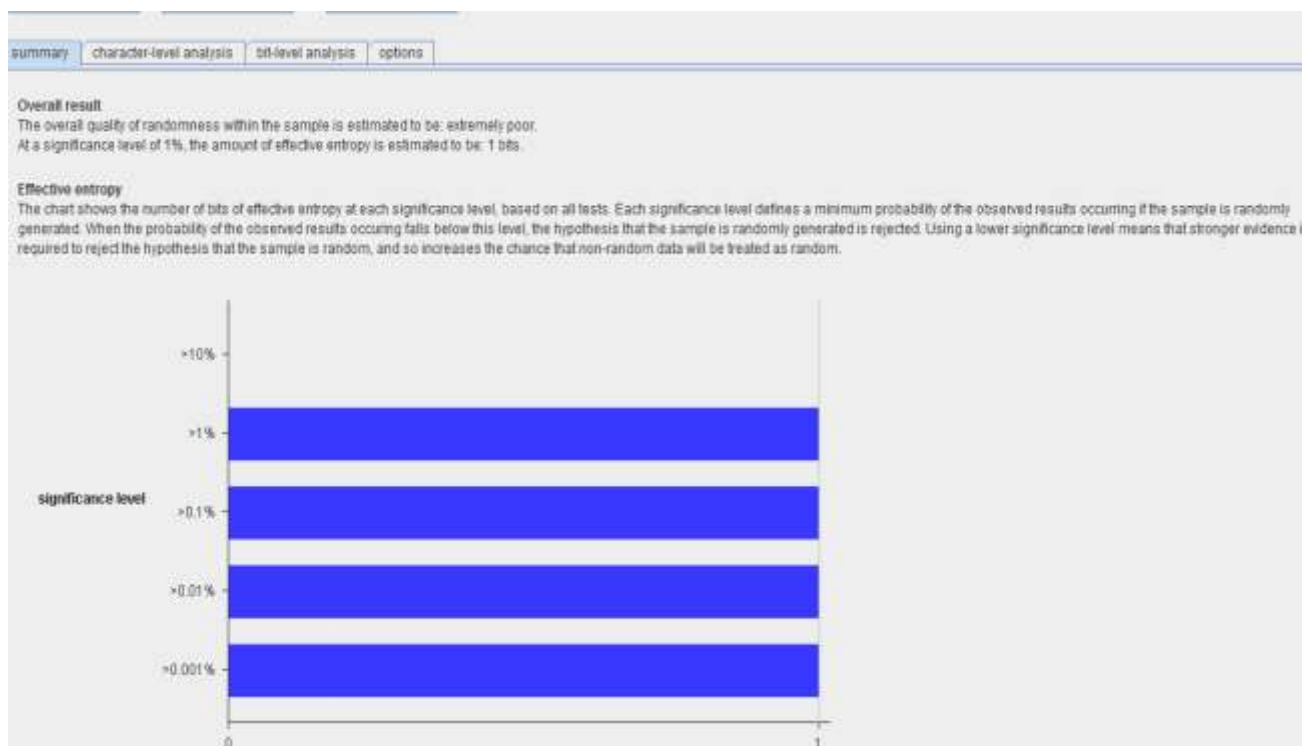 summary character-level analysis bit-level analysis options
Overall result
The overall quality of randomness within the sample is estimated to be: extremely poor.
At a significance level of 1%, the amount of effective entropy is estimated to be: 1 bits.
Effective entropy
The chart shows the number of bits of effective entropy at each significance level, based on all tests. Each significance level defines a minimum probability of the observed results occurring if the sample is randomly
generated. When the probability of the observed results occuring falls below this level, the hypothesis that the sample is randomly generated is rejected. Using a lower significance level means that stronger evidence i
required to reject the hypothesis that the sample is random, and so increases the chance that non-random data will be treated as random.
>10%
>1%
significance level
>0.1%
>0.01%
>0.001%
0 1